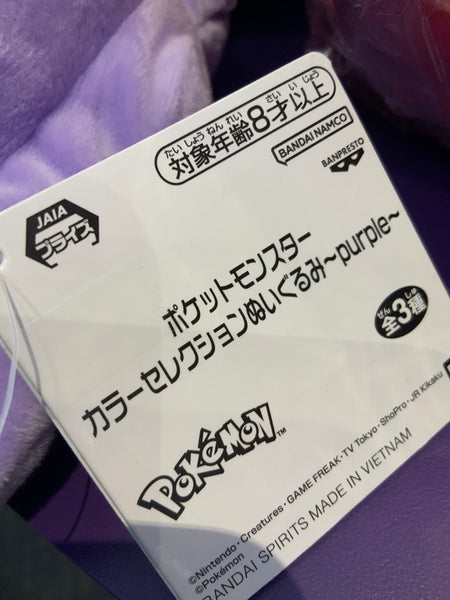 たいしょうねんれい さいいじょう
対象年齢8才以上
BANDAI NAMCO
BANPRESTO
JAIA
プライズ
ポケットモンスター
カラーセレクションぬいぐるみ~purple~
ぜん しゅ
全3種
POKéMON™
©Nintendo・Creatures・GAME FREAK・TV Tokyo・ShoPro・JR Kikaku
©Pokémon
BANDAI SPIRITS MADE IN VIETNAM